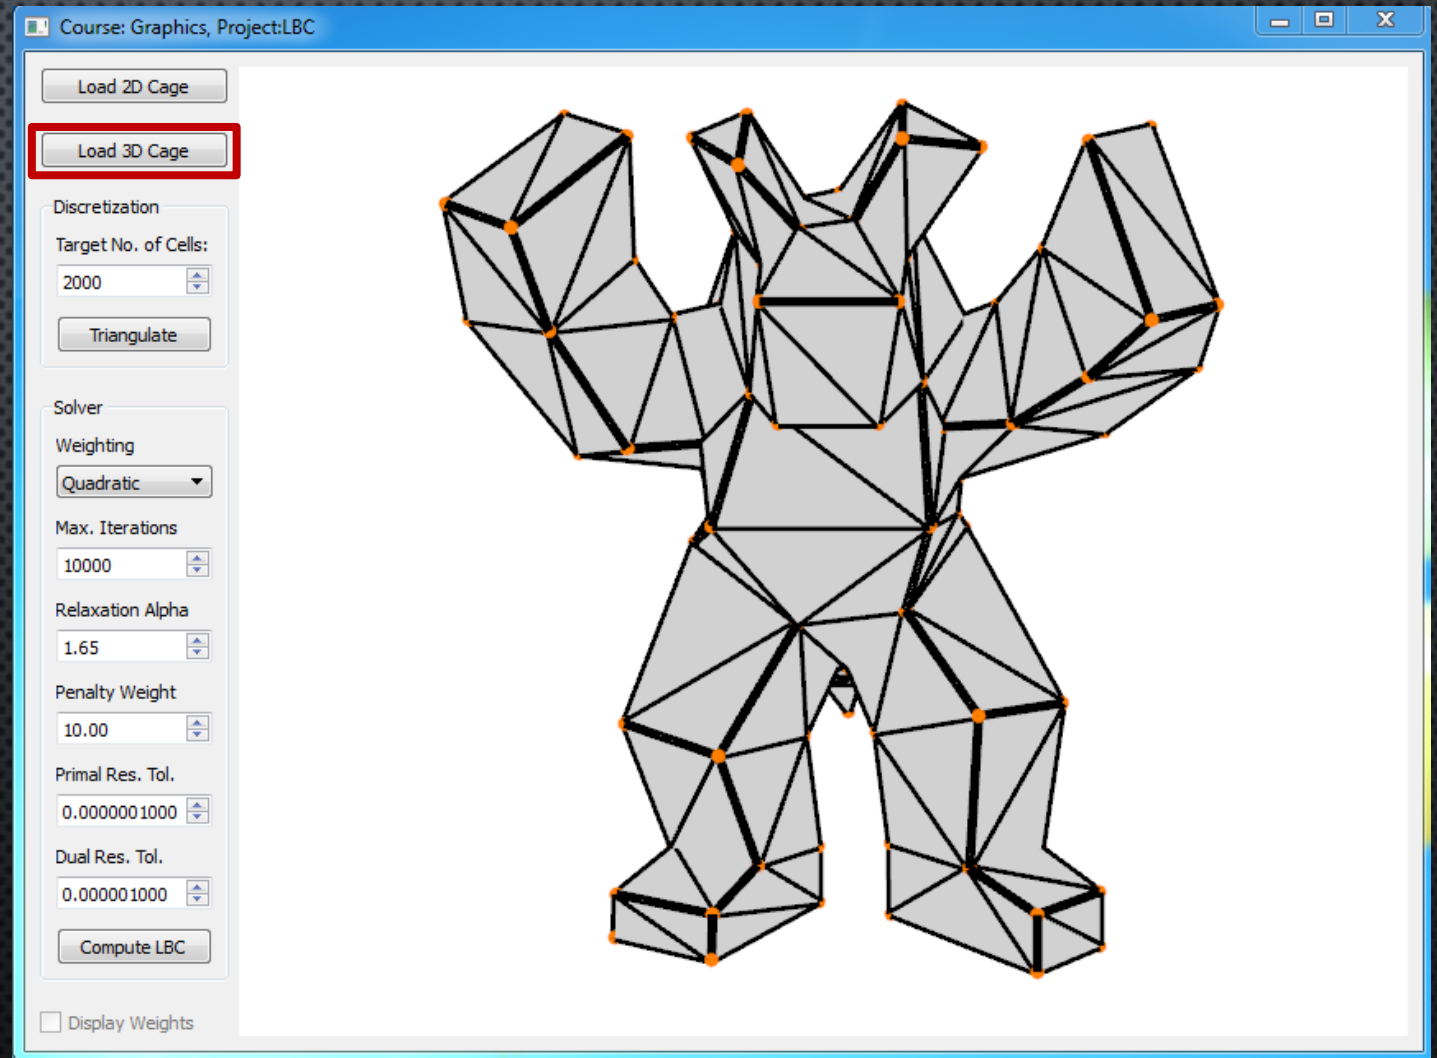 Course: Graphics, Project:LBC
Load 2D Cage
Load 3D Cage
Discretization
Target No. of Cells:
2000
Triangulate
Solver
Weighting
Quadratic
Max. Iterations
10000
Relaxation Alpha
1.65
Penalty Weight
10.00
Primal Res. Tol.
0.0000001000
Dual Res. Tol.
0.000001000
Compute LBC
Display Weights